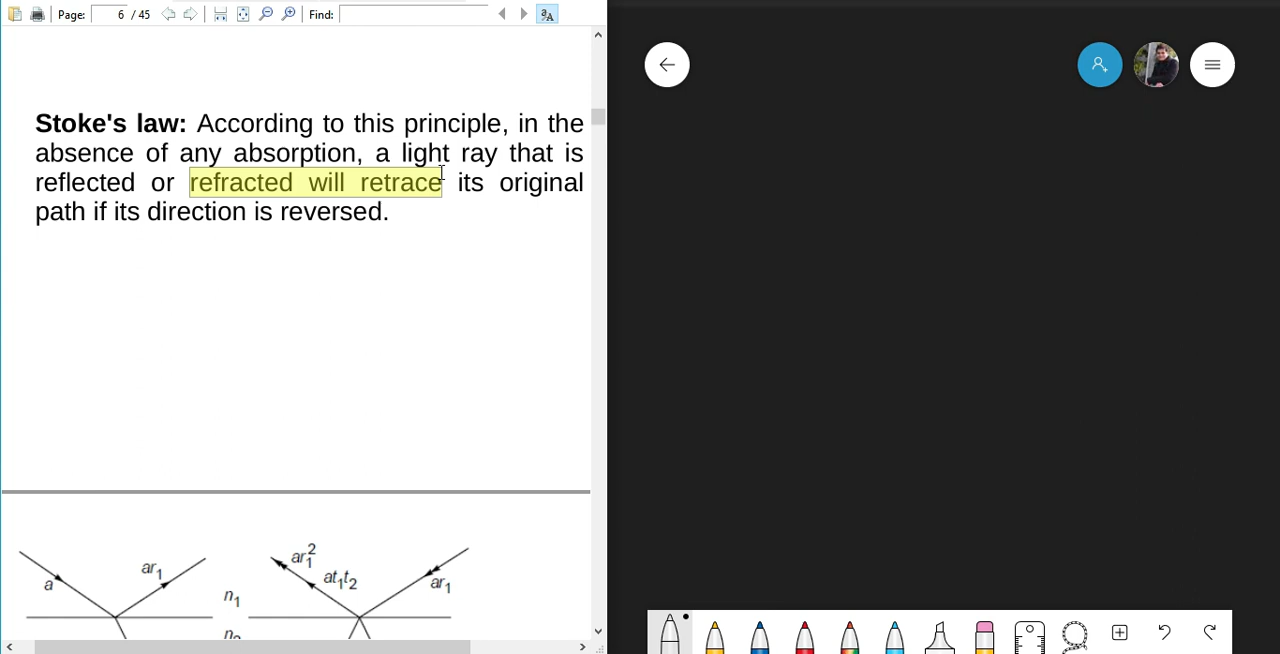 Page: 6 / 45 Find:
Stoke's law: According to this principle, in the
absence of any absorption, a light ray that is
reflected or refracted will retrace its original
path if its direction is reversed.
a
ar₁
n₁
ar₁²
at₁t₂
ar₁